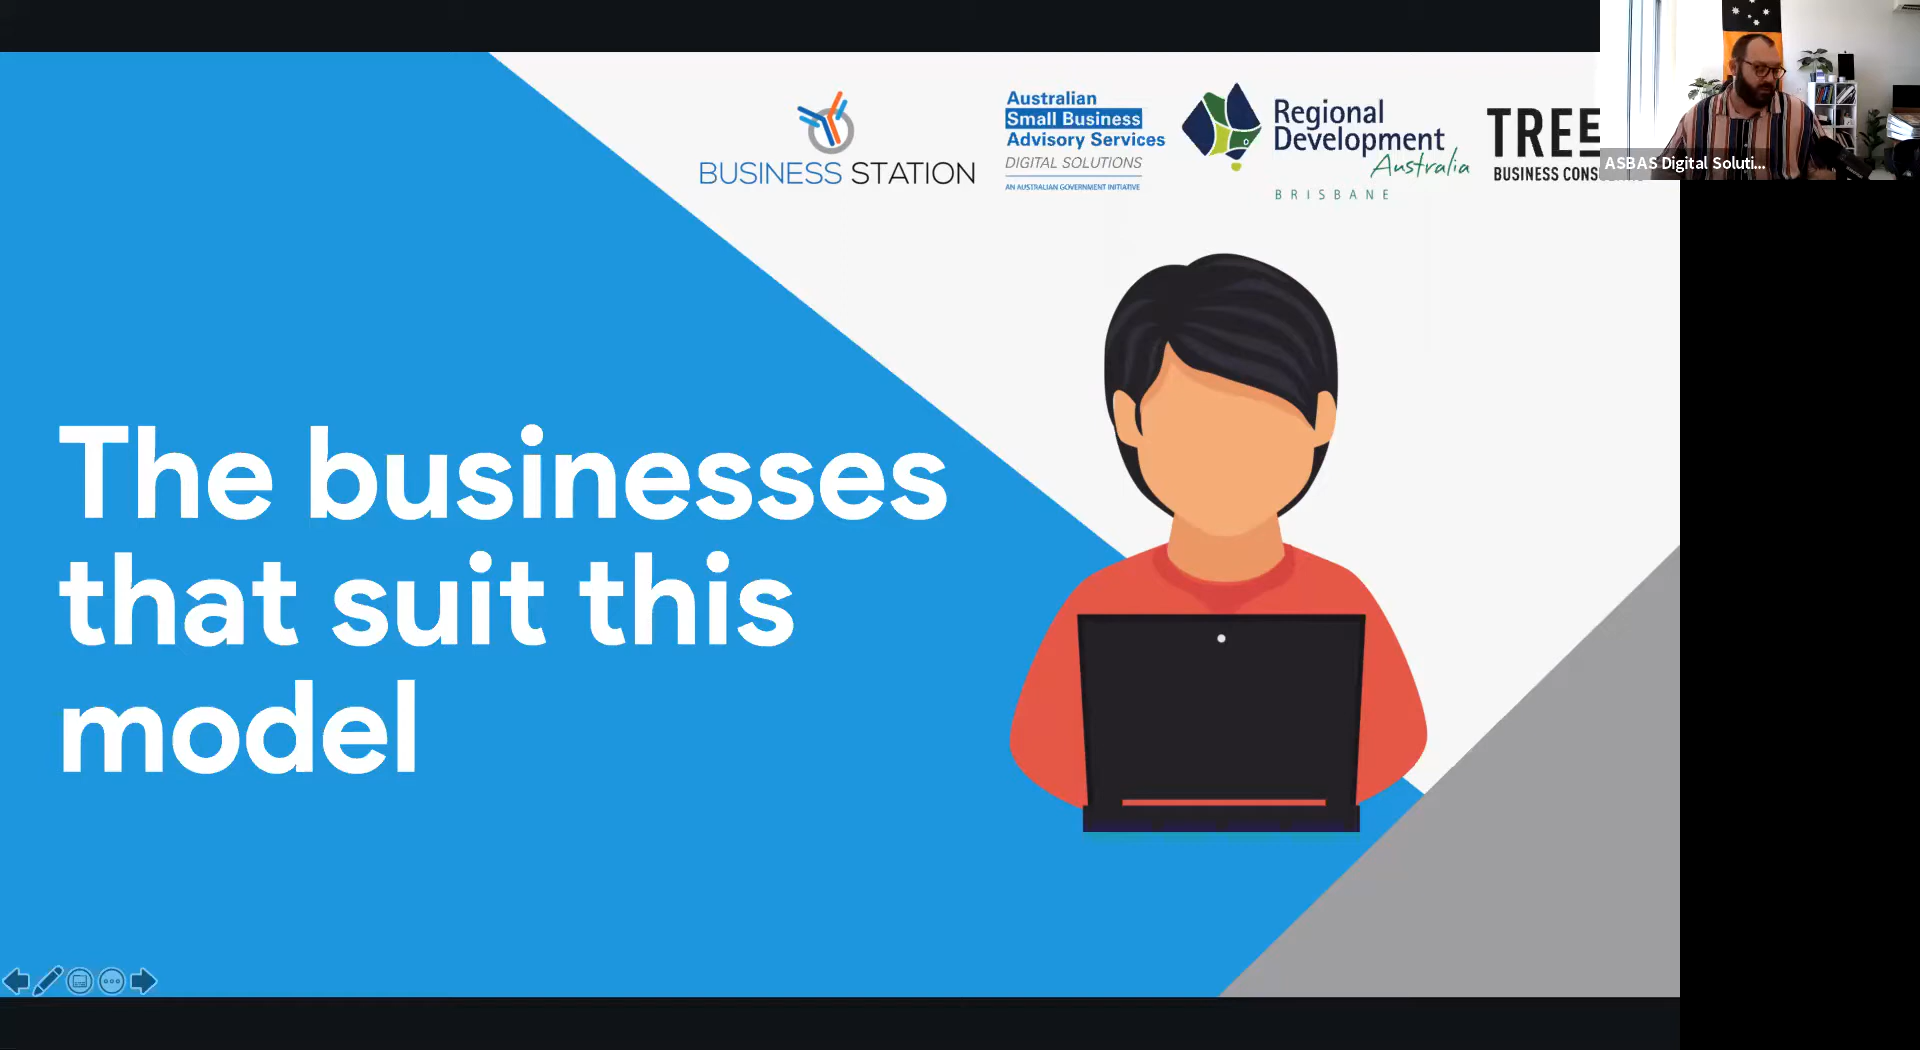 BUSINESS STATION
Australian
Small Business
Advisory Services
DIGITAL SOLUTIONS
AN AUSTRALIAN GOVERNMENT INITIATIVE
Regional
Development
Australia
BRISBANE
TREE
BUSINESS
ASBAS Digital Soluti...
The businesses
that suit this
model